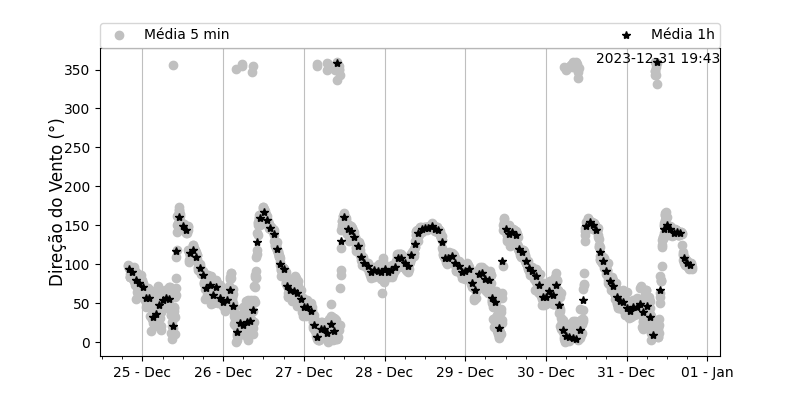 Média 5 min
Média 1h
2023-12-31 19:43
Direção do Vento (°)
350
300
250
200
150
100
50
0
25 - Dec
26 - Dec
27 - Dec
28 - Dec
29 - Dec
30 - Dec
31 - Dec
01 - Jan